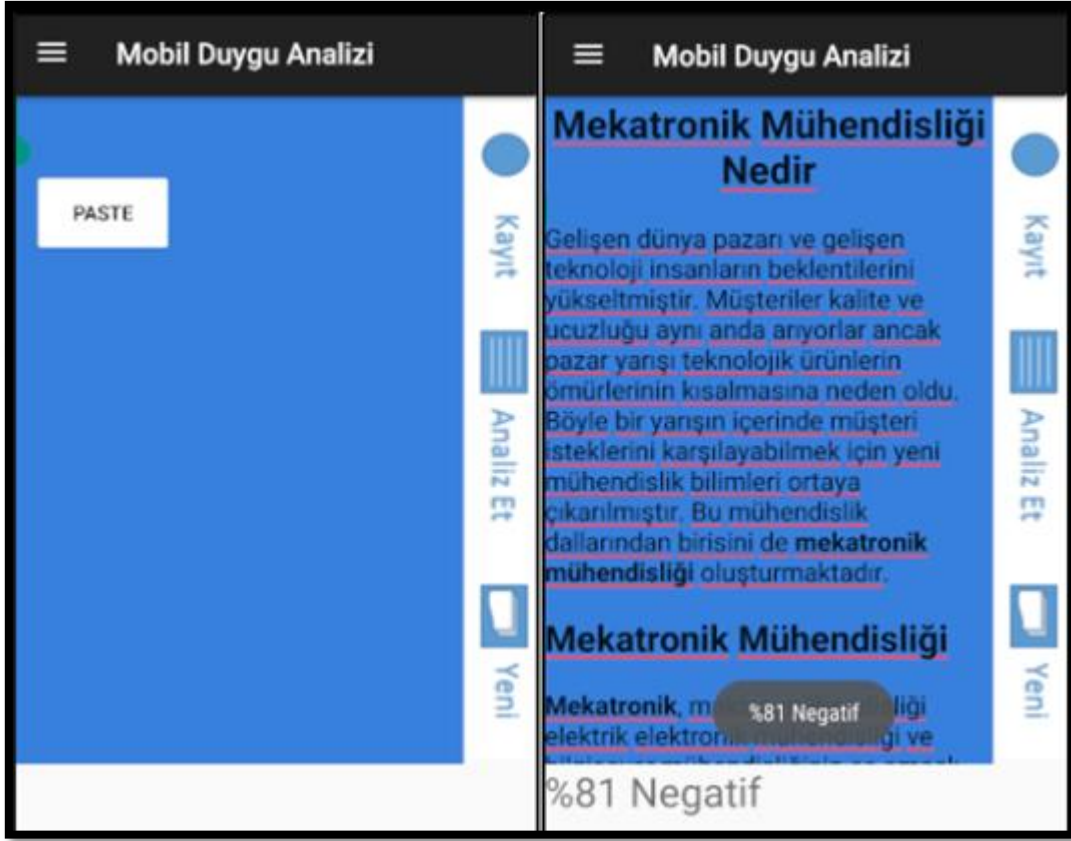 Mobil Duygu Analizi
PASTE
Kayıt
Analiz Et
Yeni
Mobil Duygu Analizi
Mekatronik Mühendisliği
Nedir
Gelişen dünya pazarı ve gelişen
teknoloji insanların beklentilerini
yükseltmiştir. Müşteriler kalite ve
ucuzluğu aynı anda arıyorlar ancak
pazar yarışı teknolojik ürünlerin
ömürlerinin kısalmasına neden oldu.
Böyle bir yarışın içerinde müşteri
isteklerini karşılayabilmek için yeni
mühendislik bilimleri ortaya
çıkarılmıştır. Bu mühendislik
dallarından birisini de mekatronik
mühendisliği oluşturmaktadır.
Mekatronik Mühendisliği
Mekatronik,
elektrik elektronik mühendisliği ve
%81 Negatif
%81 Negatif
Kayıt
Analiz Et
Yeni